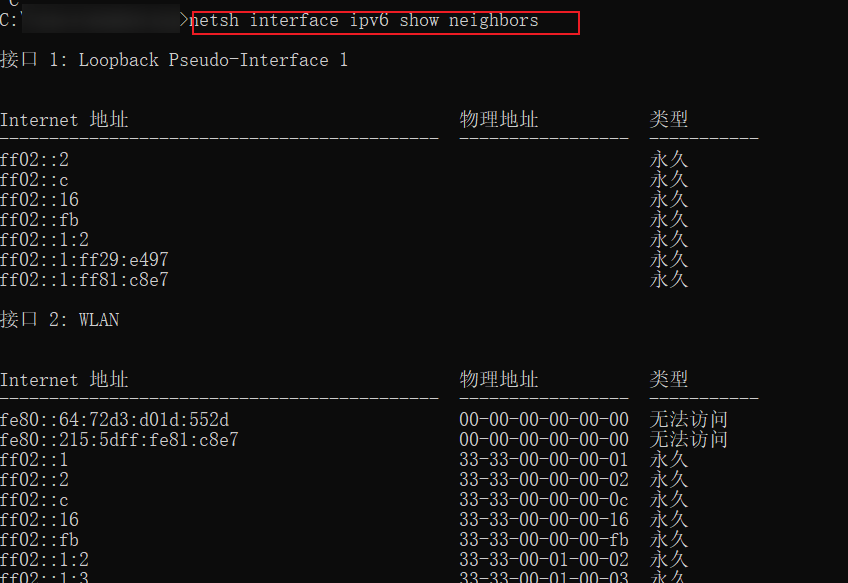 C:\
C:\ >netsh interface ipv6 show neighbors
接口 1: Loopback Pseudo-Interface 1
Internet 地址 物理地址 类型
--------------------------------------------  -----------------  -----------
ff02::2 永久
ff02::c 永久
ff02::16 永久
ff02::fb 永久
ff02::1:2 永久
ff02::1:ff29:e497 永久
ff02::1:ff81:c8e7 永久
接口 2: WLAN
Internet 地址 物理地址 类型
--------------------------------------------  -----------------  -----------
fe80::64:72d3:d01d:552d 00-00-00-00-00-00 无法访问
fe80::215:5dff:fe81:c8e7 00-00-00-00-00-00 无法访问
ff02::1 33-33-00-00-00-01 永久
ff02::2 33-33-00-00-00-02 永久
ff02::c 33-33-00-00-00-0c 永久
ff02::16 33-33-00-00-00-16 永久
ff02::fb 33-33-00-00-00-fb 永久
ff02::1:2 33-33-00-01-00-02 永久
ff02::1:3 33-33-00-01-00-03 永久